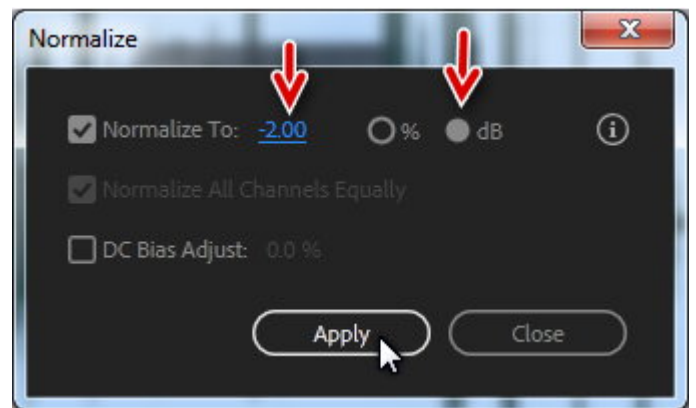 Normalize
Normalize To: -2.00 % dB
Normalize All Channels Equally
DC Bias Adjust: 0.0 %
Apply Close